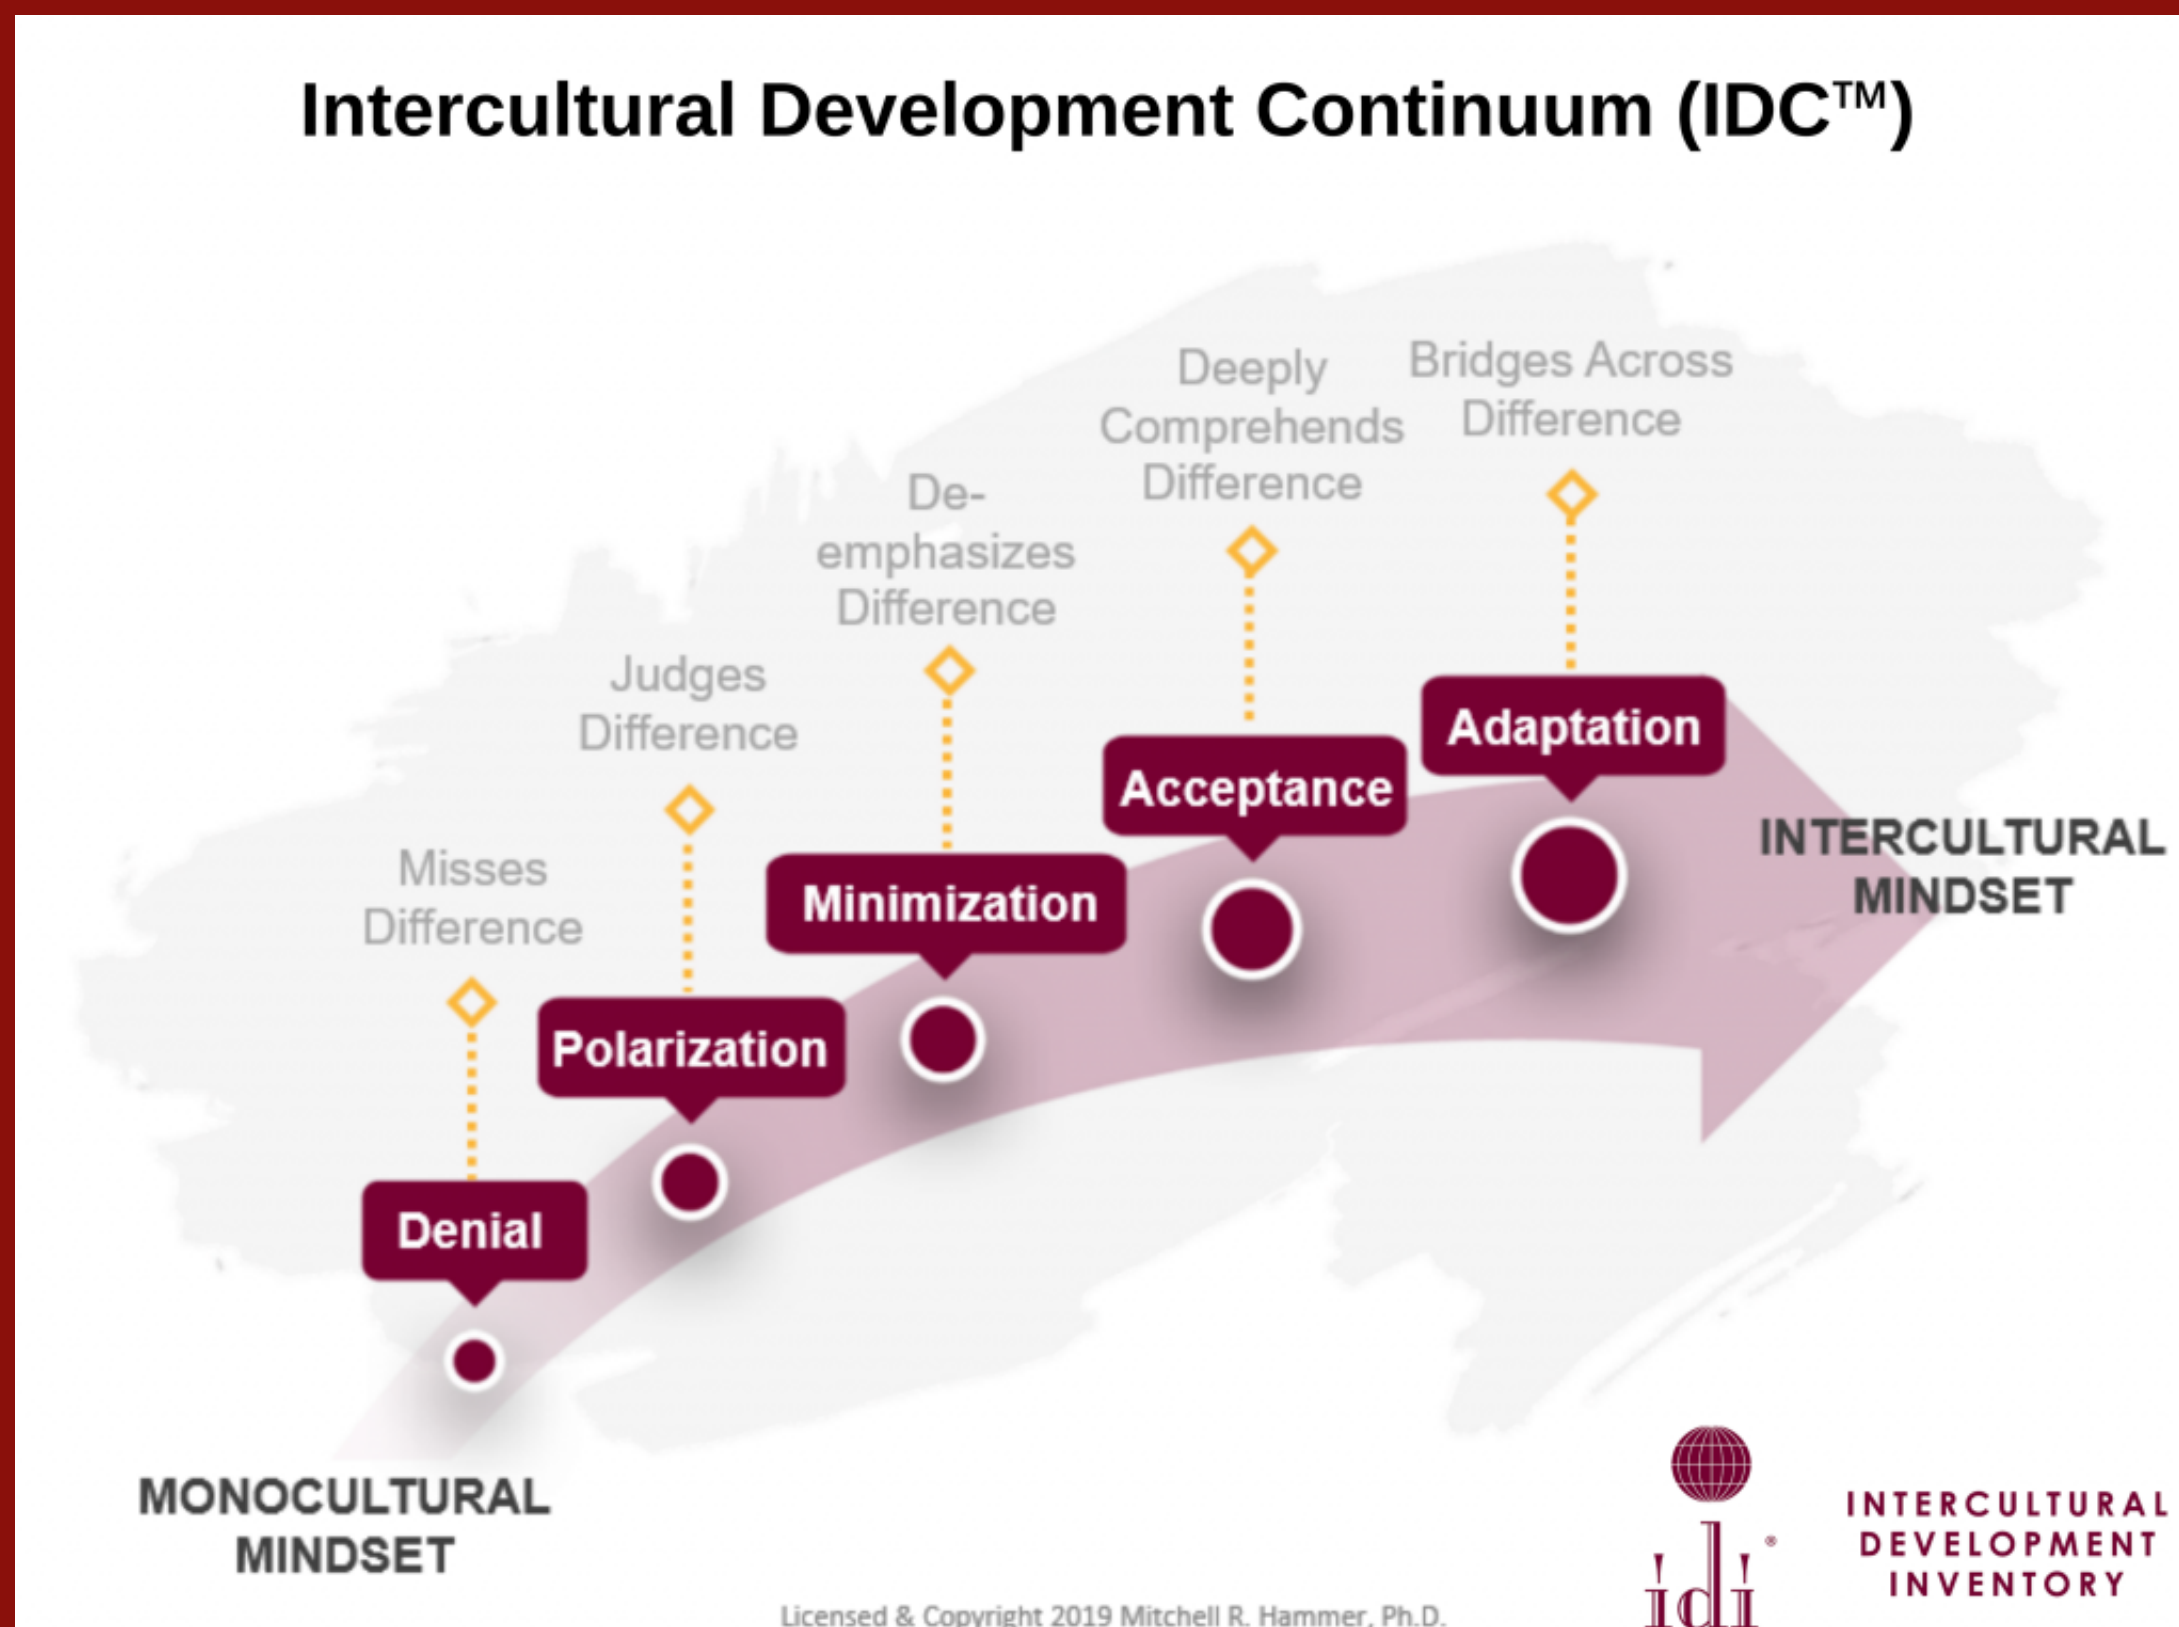 Intercultural Development Continuum (IDC™)
Misses
Difference
Judges
Difference
De-
emphasizes
Difference
Deeply
Comprehends
Difference
Bridges Across
Difference
Denial
Polarization
Minimization
Acceptance
Adaptation
INTERCULTURAL
MINDSET
MONOCULTURAL
MINDSET
idi®
INTERCULTURAL
DEVELOPMENT
INVENTORY
Licensed & Copyright 2019 Mitchell R. Hammer, Ph.D.